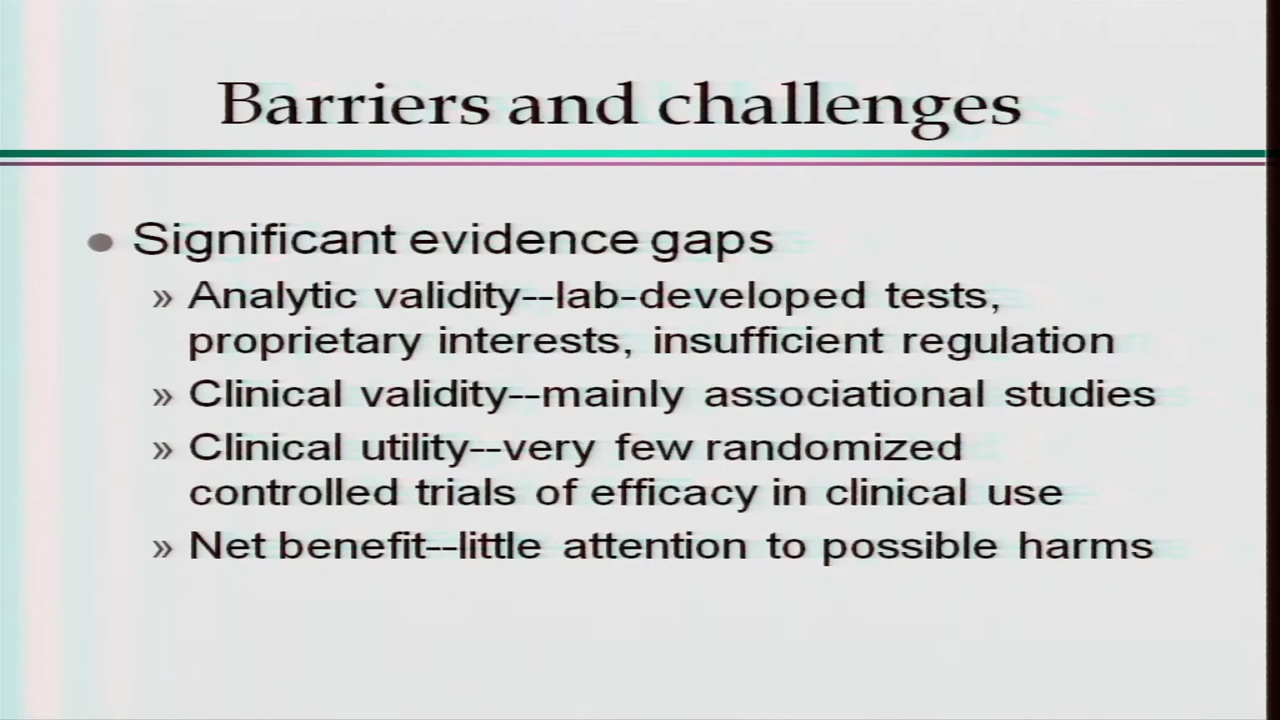 Barriers and challenges
● Significant evidence gaps
» Analytic validity--lab-developed tests,
proprietary interests, insufficient regulation
» Clinical validity--mainly associational studies
» Clinical utility--very few randomized
controlled trials of efficacy in clinical use
» Net benefit--little attention to possible harms